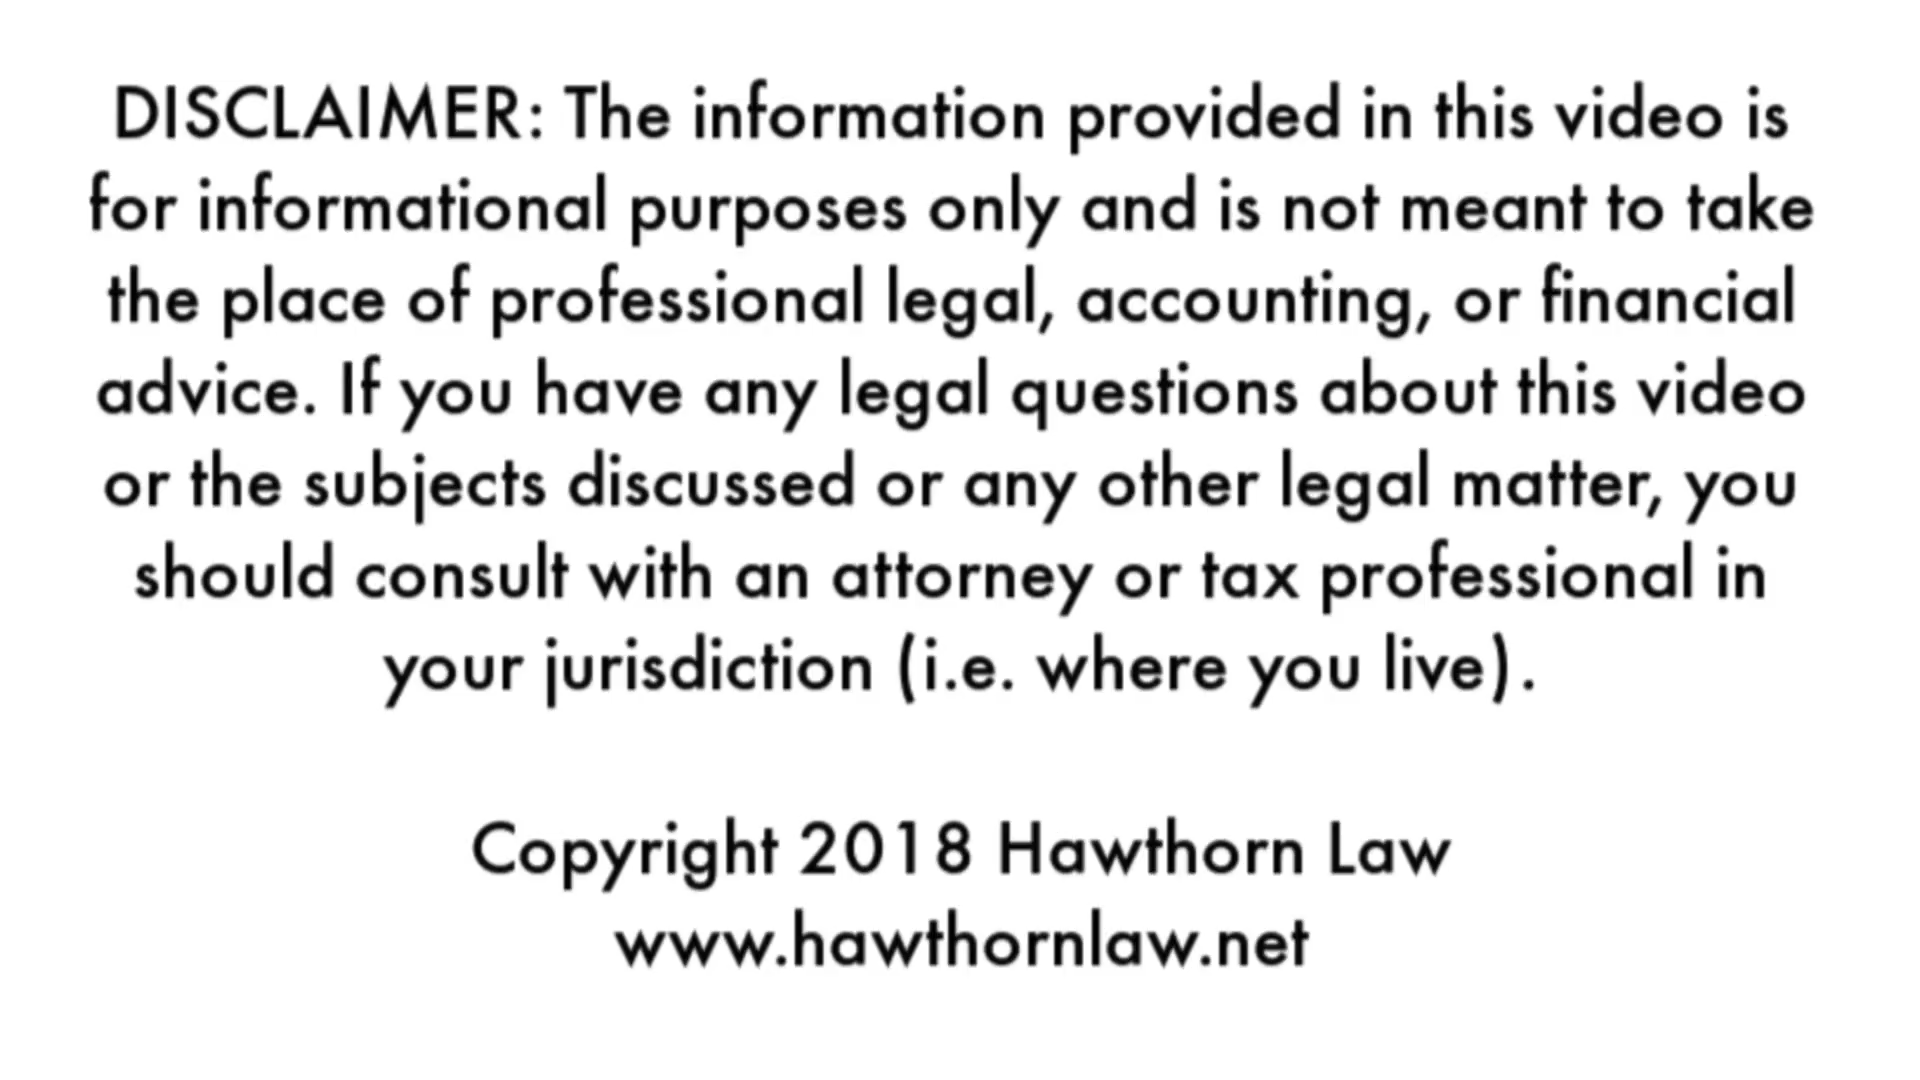 DISCLAIMER: The information provided in this video is
for informational purposes only and is not meant to take
the place of professional legal, accounting, or financial
advice. If you have any legal questions about this video
or the subjects discussed or any other legal matter, you
should consult with an attorney or tax professional in
your jurisdiction (i.e. where you live).
Copyright 2018 Hawthorn Law
www.hawthornlaw.net